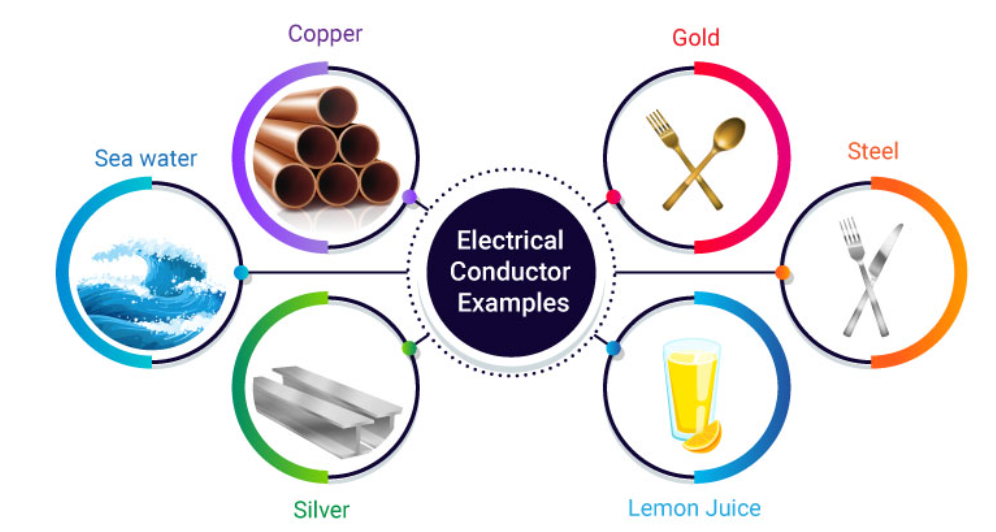 Copper
Gold
Sea water
Steel
Electrical
Conductor
Examples
Silver
Lemon Juice